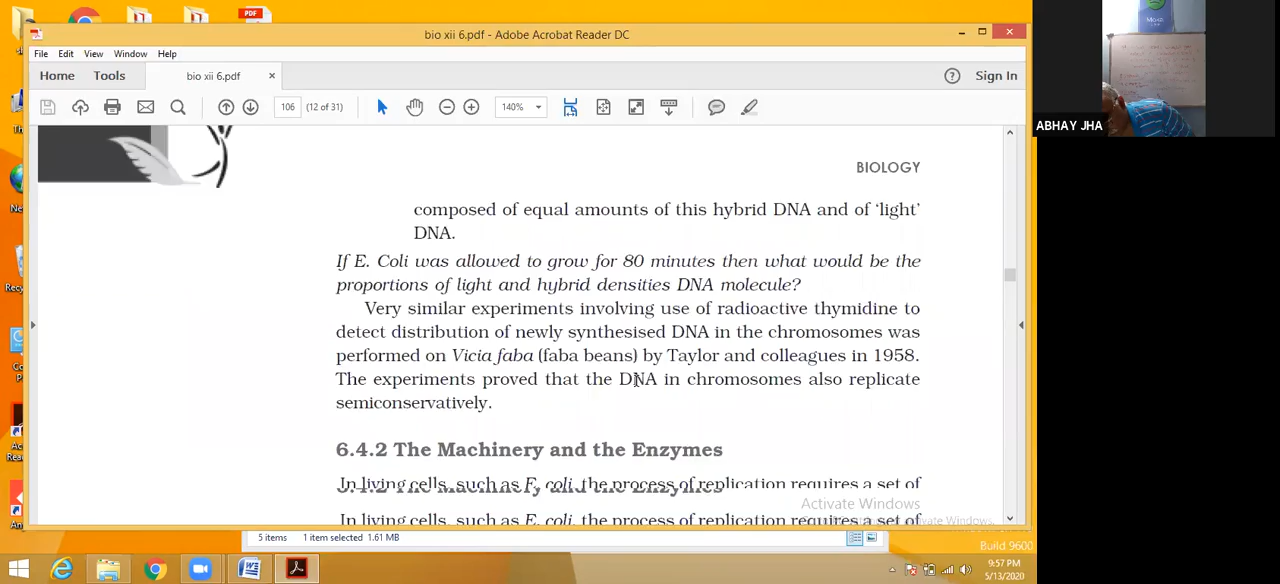 bio xii 6.pdf - Adobe Acrobat Reader DC
File Edit View Window Help
Home Tools bio xii 6.pdf × Sign In
106 (12 of 31) 140%
ABHAY JHA
BIOLOGY
composed of equal amounts of this hybrid DNA and of ‘light’
DNA.
If E. Coli was allowed to grow for 80 minutes then what would be the
proportions of light and hybrid densities DNA molecule?
Very similar experiments involving use of radioactive thymidine to
detect distribution of newly synthesised DNA in the chromosomes was
performed on Vicia faba (faba beans) by Taylor and colleagues in 1958.
The experiments proved that the DNA in chromosomes also replicate
semiconservatively.
6.4.2 The Machinery and the Enzymes
In living cells, such as E. coli, the process of replication requires a set of
In living cells, such as E. coli, the process of replication requires a set of
Activate Windows
5 items 1 item selected 1.61 MB
Build 9600
9:57 PM
5/13/2020